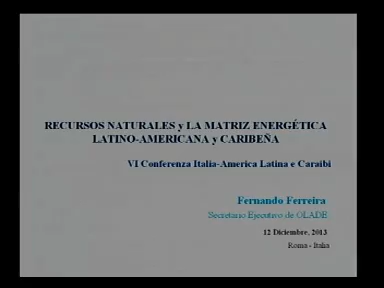 RECURSOS NATURALES y LA MATRIZ ENERGÉTICA
LATINO-AMERICANA y CARIBEÑA
VI Conferenza Italia-America Latina e Caraibi
Fernando Ferreira
Secretario Ejecutivo de OLADE
12 Diciembre, 2013
Roma - Italia